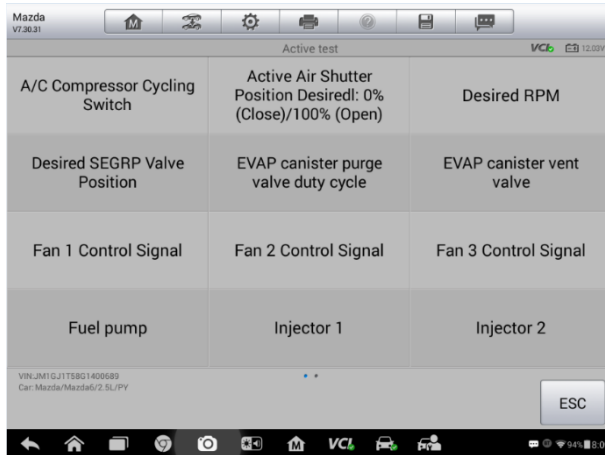 Mazda
V7.30.31
Active test
VCI 12.03V
A/C Compressor Cycling
Switch
Active Air Shutter
Position Desiredl: 0%
(Close)/100% (Open)
Desired RPM
Desired SEGRP Valve
Position
EVAP canister purge
valve duty cycle
EVAP canister vent
valve
Fan 1 Control Signal
Fan 2 Control Signal
Fan 3 Control Signal
Fuel pump
Injector 1
Injector 2
VIN:JM1GJ1T58G1400689
Car: Mazda/Mazda6/2.5L/PY
ESC
VCI
94% 8:0